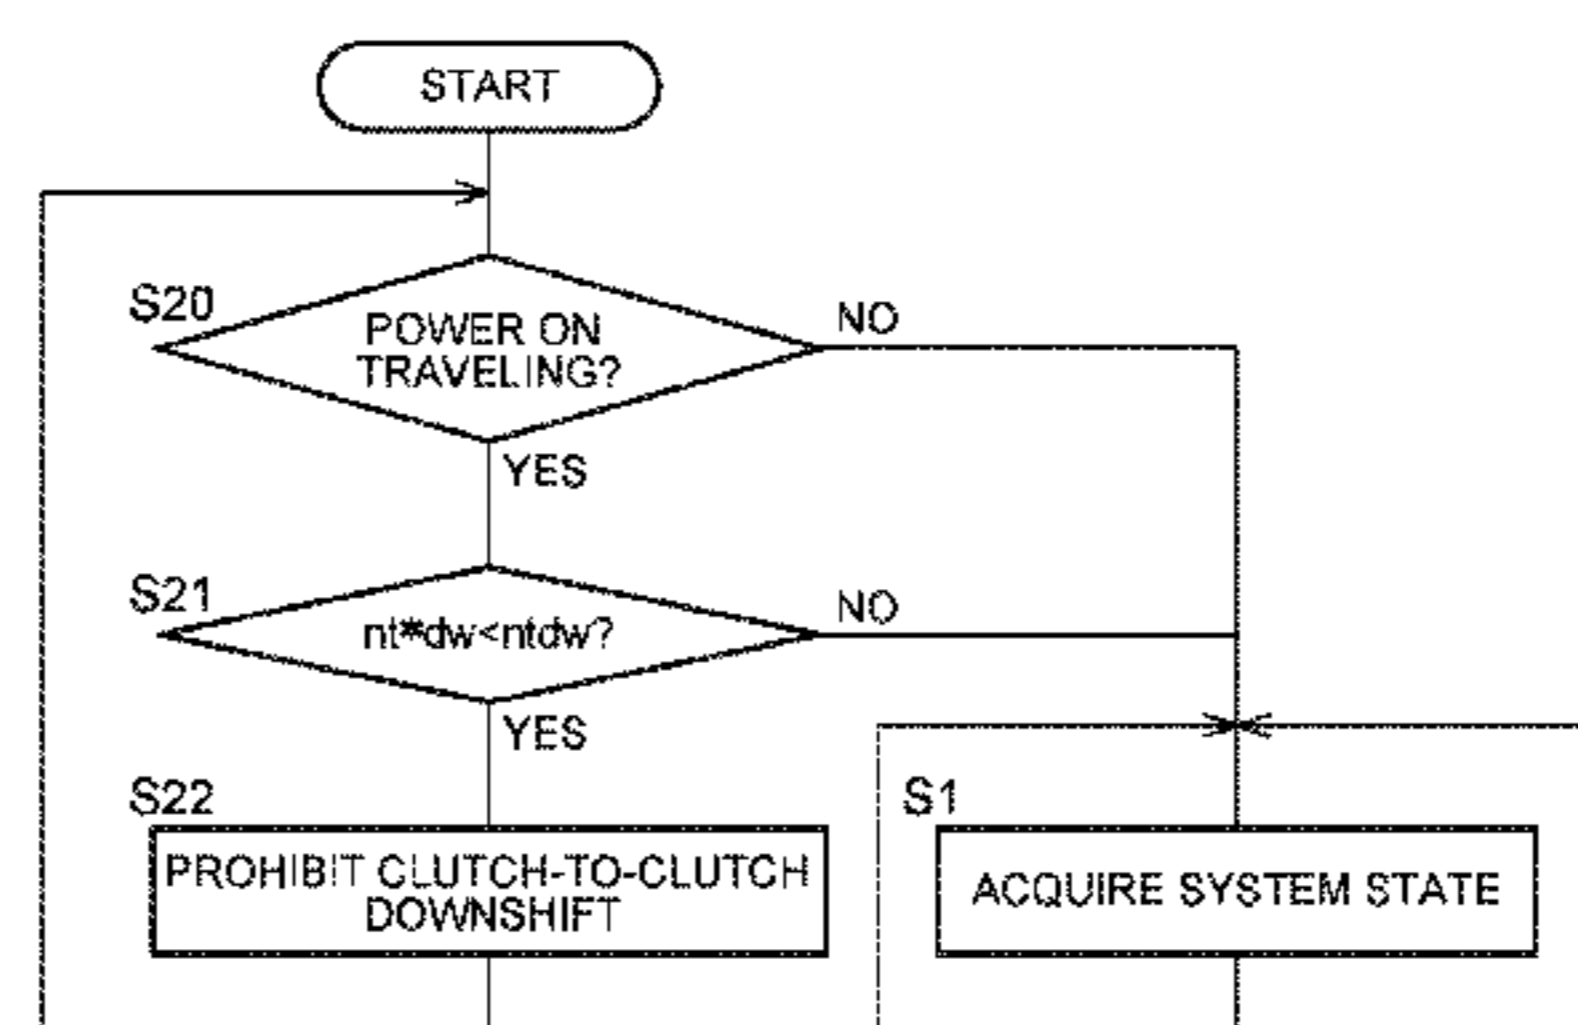 START
S20
POWER ON
TRAVELING?
NO
YES
S21
nt*dw<ntdw?
NO
YES
S22
PROHIBIT CLUTCH-TO-CLUTCH
DOWNSHIFT
S1
ACQUIRE SYSTEM STATE